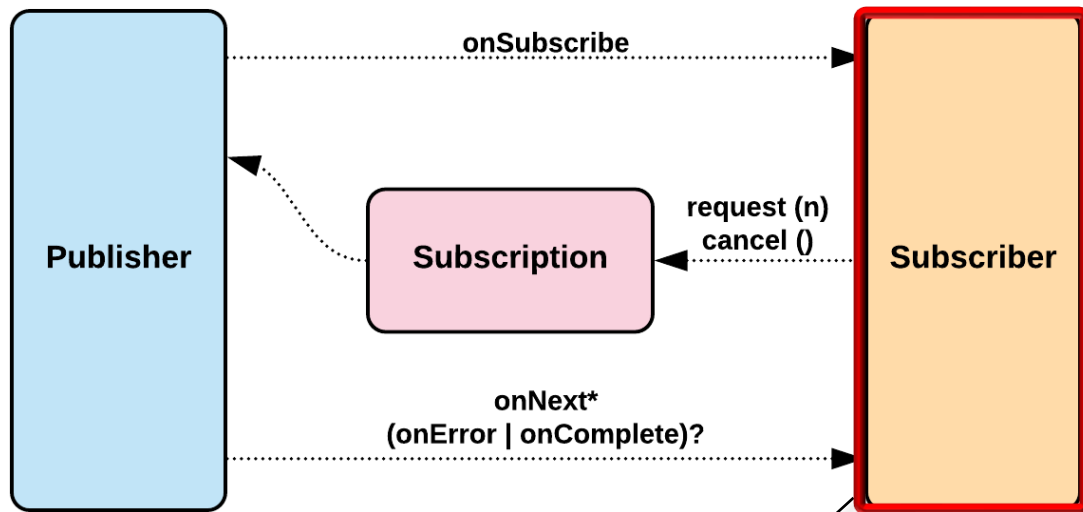 onSubscribe
Publisher
Subscription
request (n)
cancel ()
Subscriber
onNext*
(onError | onComplete)?